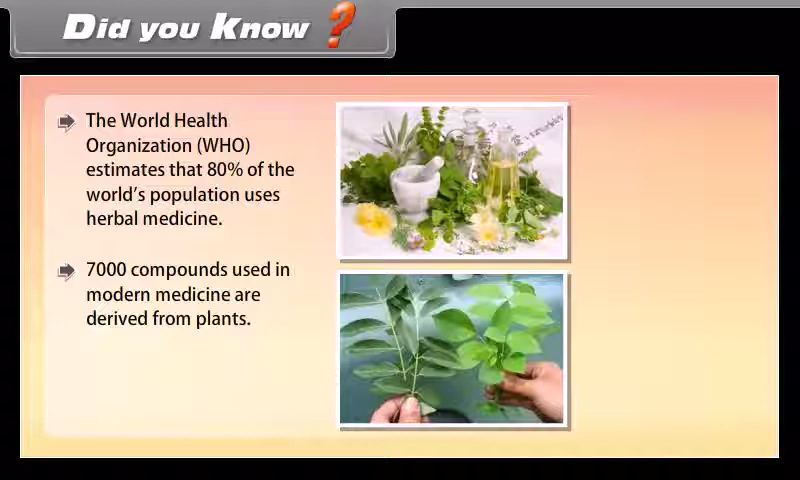 Did you Know ?
The World Health
Organization (WHO)
estimates that 80% of the
world's population uses
herbal medicine.
7000 compounds used in
modern medicine are
derived from plants.